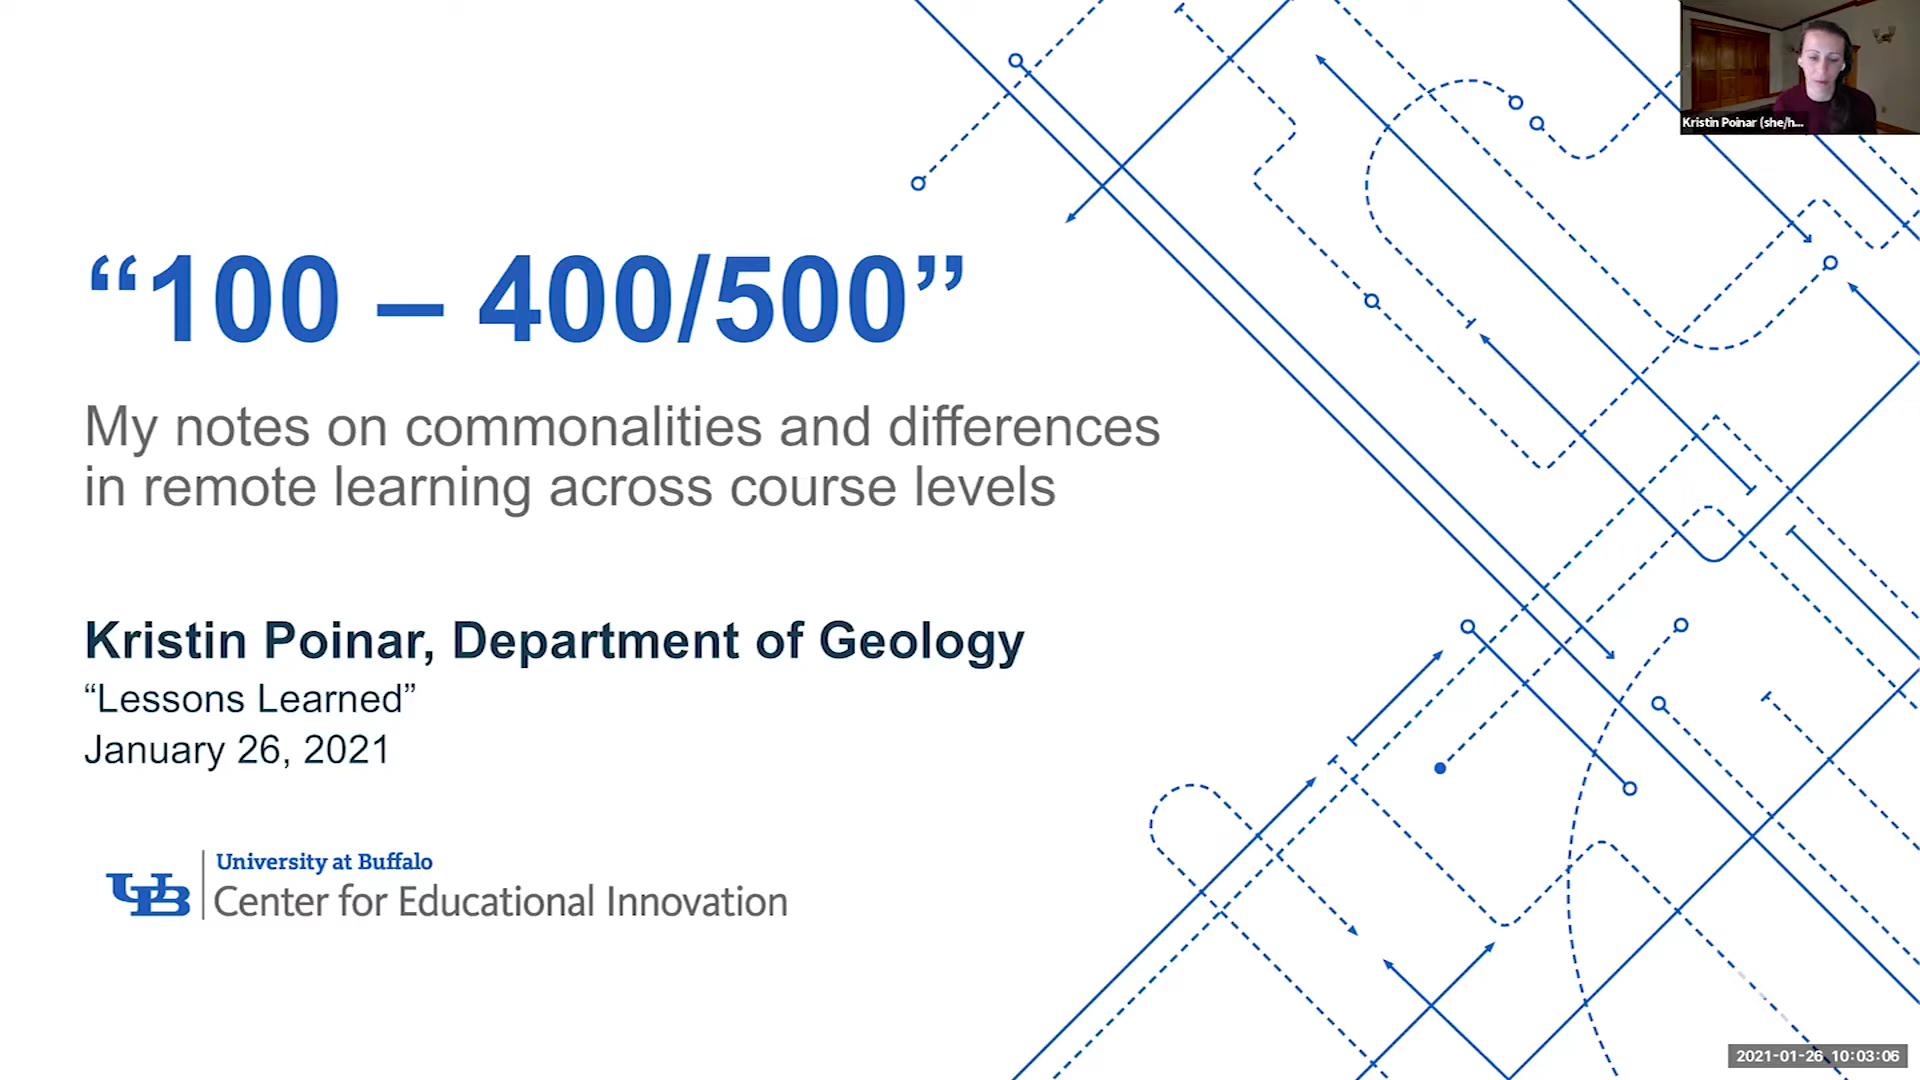 Kristin Poinar (she/h...
“100 – 400/500”
My notes on commonalities and differences
in remote learning across course levels
Kristin Poinar, Department of Geology
“Lessons Learned”
January 26, 2021
UB
University at Buffalo
Center for Educational Innovation
2021-01-26 10:03:06